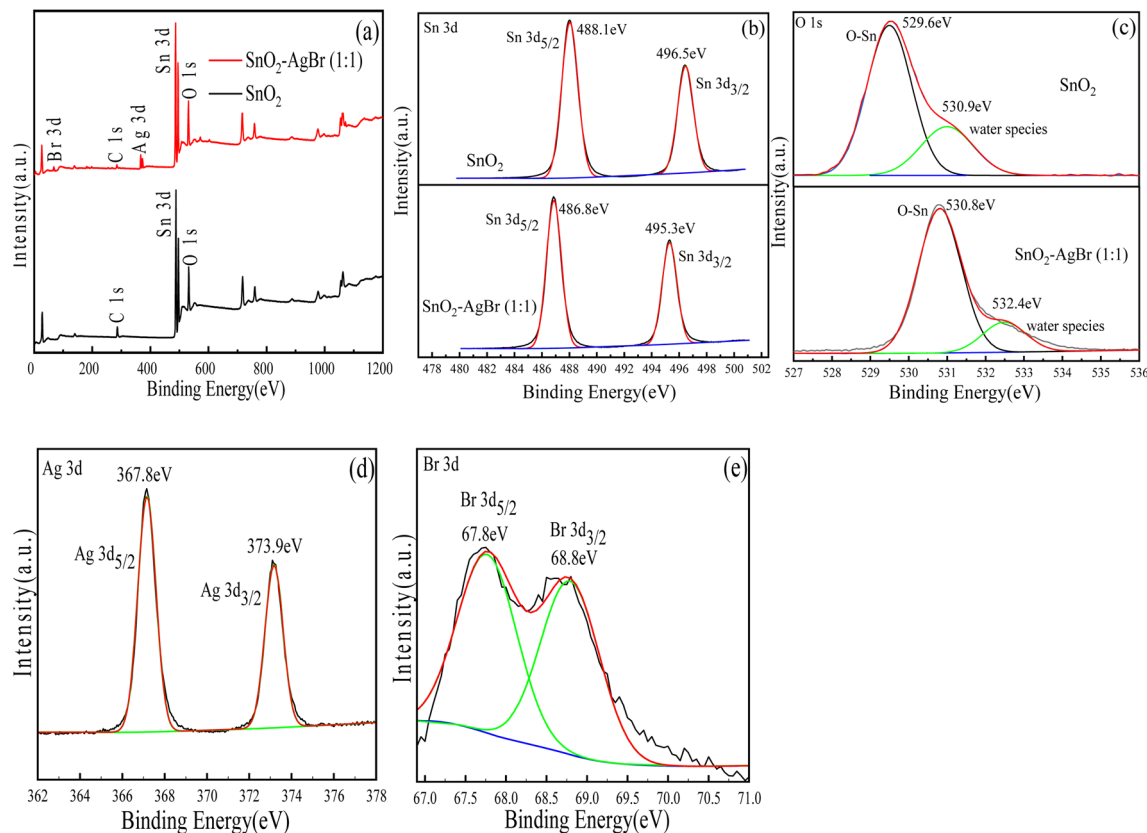 (a)
SnO2-AgBr (1:1)
SnO2
Br 3d
C 1s
Ag 3d
Sn 3d
O 1s
C 1s
Sn 3d
O 1s
Intensity(a.u.)
0 200 400 600 800 1000 1200
Binding Energy(eV)
Sn 3d
(b)
Sn 3d5/2
488.1eV
496.5eV
Sn 3d3/2
SnO2
Sn 3d5/2
486.8eV
495.3eV
Sn 3d3/2
SnO2-AgBr (1:1)
Intensity(a.u.)
478 480 482 484 486 488 490 492 494 496 498 500 502
Binding Energy(eV)
O 1s
(c)
O-Sn
529.6eV
SnO2
530.9eV
water species
O-Sn
530.8eV
SnO2-AgBr (1:1)
532.4eV
water species
Intensity(a.u.)
527 528 529 530 531 532 533 534 535 536
Binding Energy(eV)
Ag 3d
(d)
367.8eV
Ag 3d5/2
373.9eV
Ag 3d3/2
Intensity(a.u.)
362 364 366 368 370 372 374 376 378
Binding Energy(eV)
Br 3d
(e)
Br 3d5/2
67.8eV
Br 3d3/2
68.8eV
Intensity(a.u.)
67.0 67.5 68.0 68.5 69.0 69.5 70.0 70.5 71.0
Binding Energy(eV)